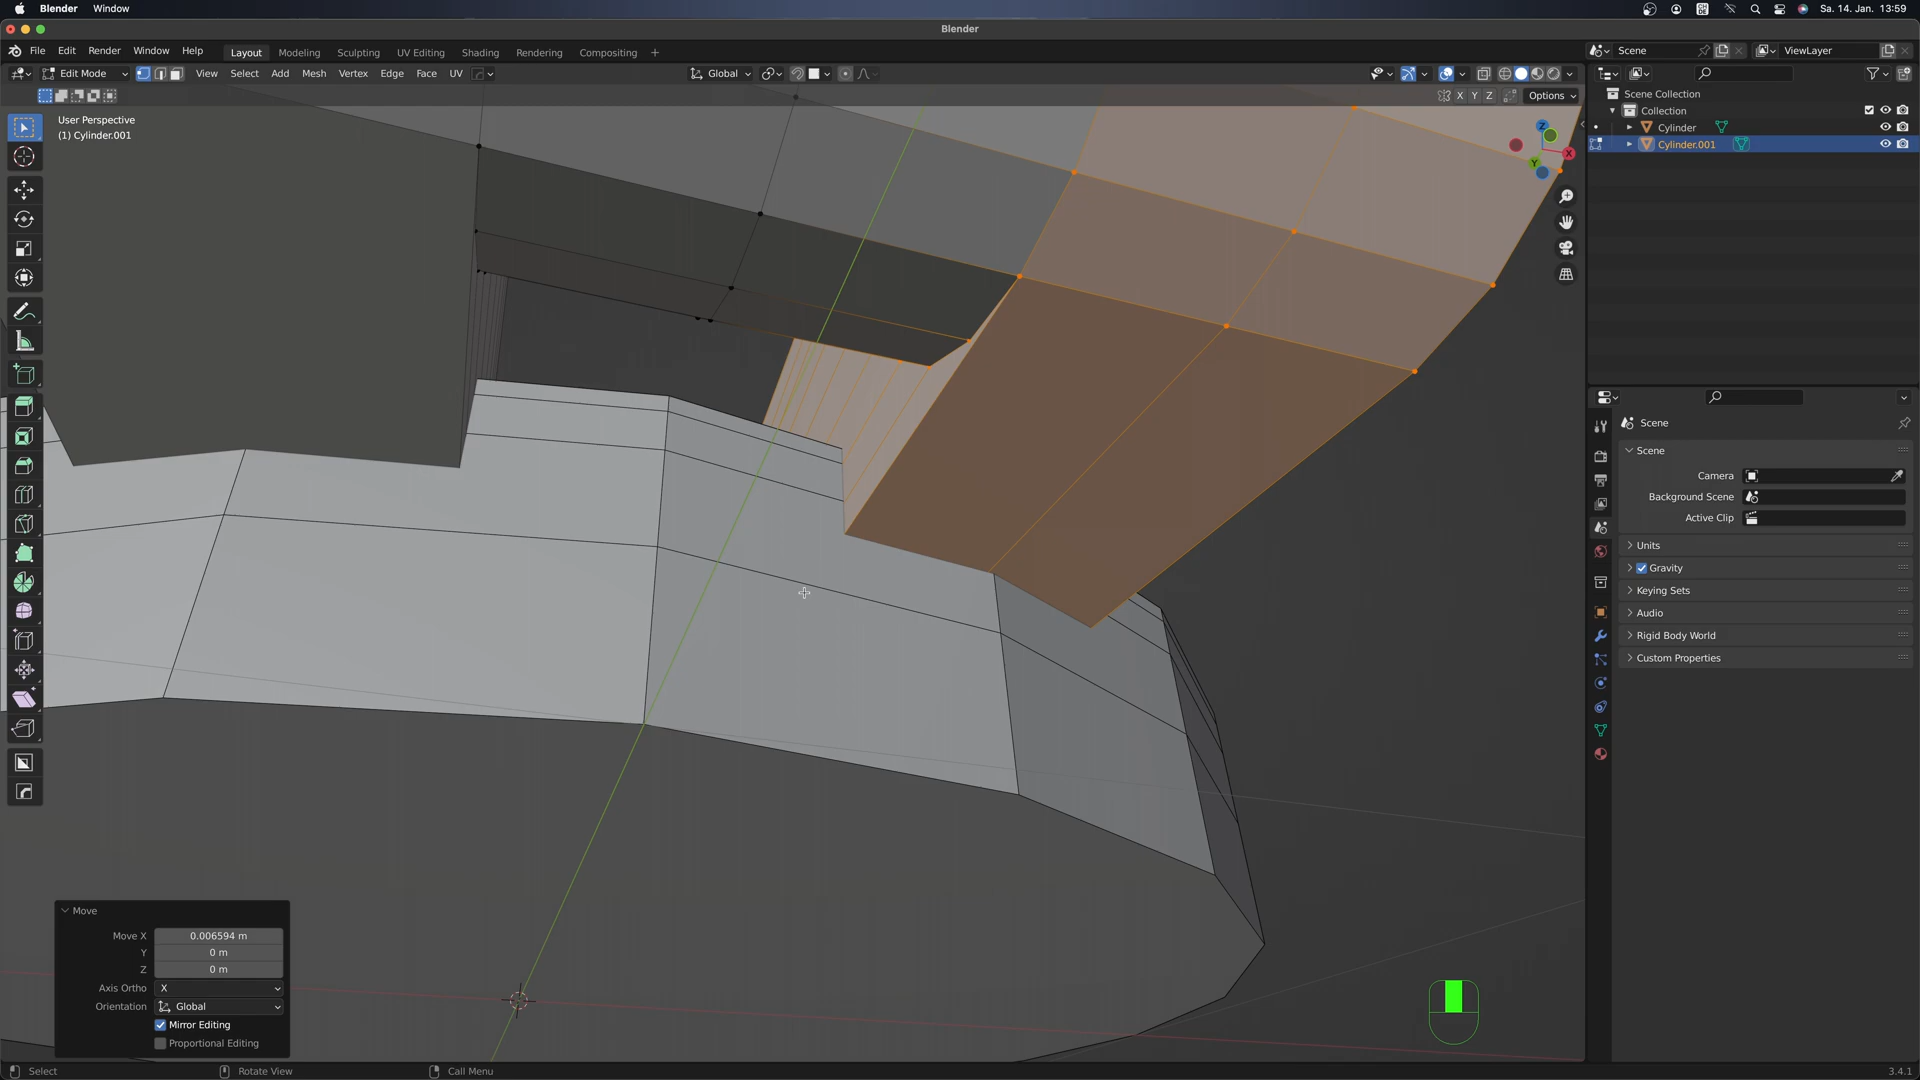 Blender Window
CH DE Sa. 14. Jan. 13:59
Blender
File Edit Render Window Help Layout Modeling Sculpting UV Editing Shading Rendering Compositing + Scene ViewLayer
Edit Mode View Select Add Mesh Vertex Edge Face UV Global
X Y Z Options
User Perspective
(1) Cylinder.001
Scene Collection
Collection
Cylinder
Cylinder.001
Z
X
Y
Scene
Scene
Camera
Background Scene
Active Clip
Units
Gravity
Keying Sets
Audio
Rigid Body World
Custom Properties
Move
Move X 0.006594 m
Y 0 m
Z 0 m
Axis Ortho X
Orientation Global
Mirror Editing
Proportional Editing
Select Rotate View Call Menu 3.4.1